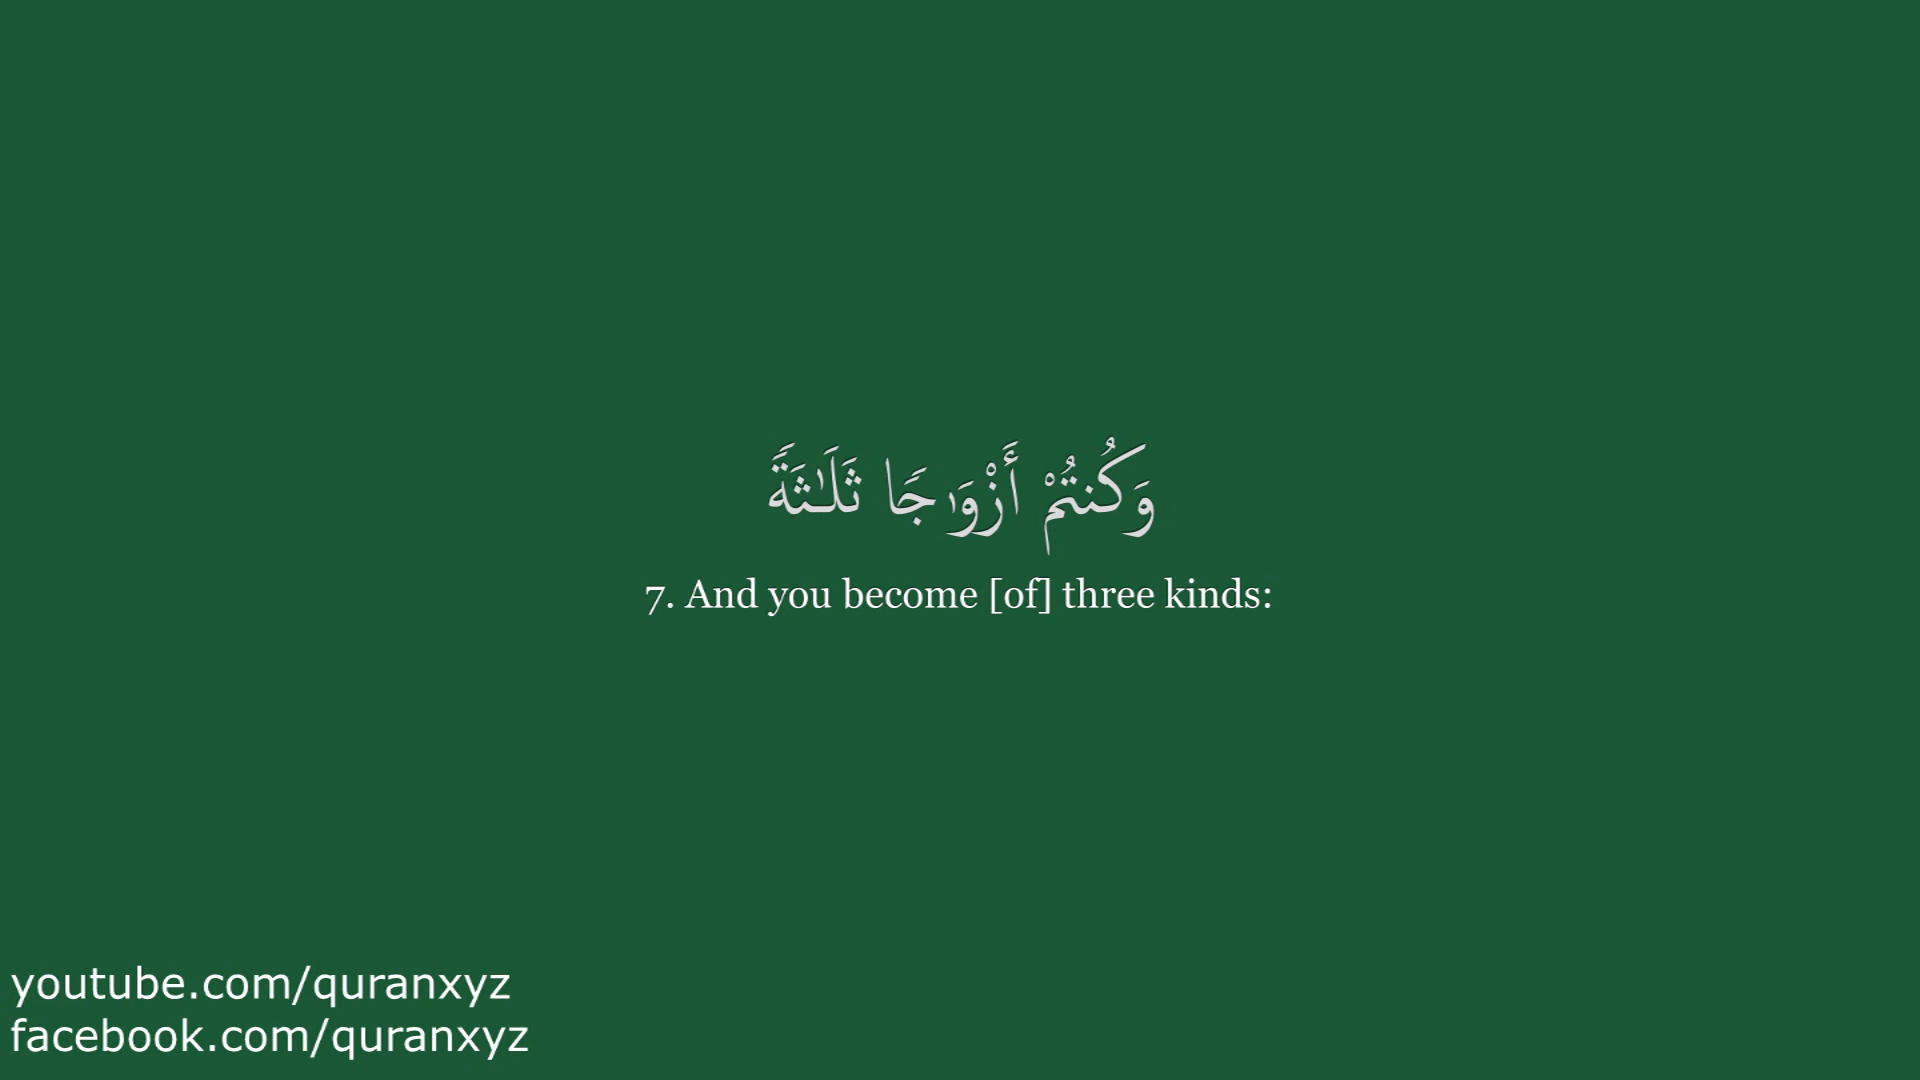 وَكُنتُمْ أَزْوَٰجًا ثَلَـٰثَةً
7. And you become [of] three kinds:
youtube.com/quranxyz
facebook.com/quranxyz